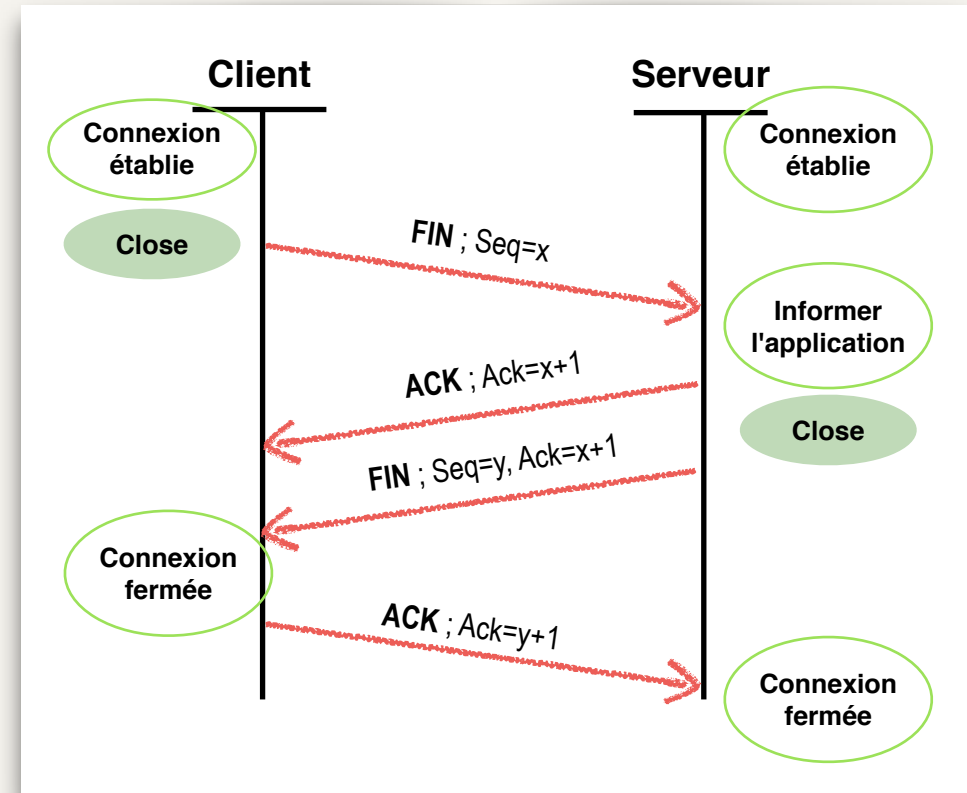 Client
Serveur
Connexion
établie
Connexion
établie
Close
FIN ; Seq=x
Informer
l'application
ACK ; Ack=x+1
Close
FIN ; Seq=y, Ack=x+1
Connexion
fermée
ACK ; Ack=y+1
Connexion
fermée